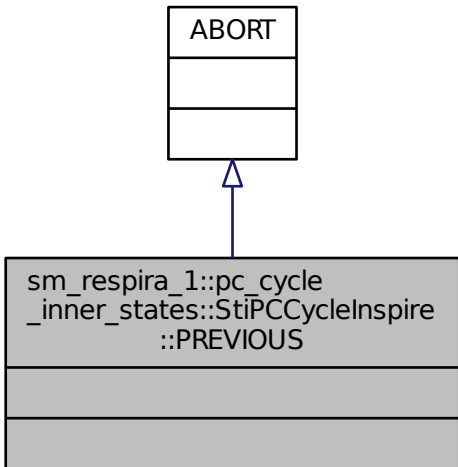 ABORT
sm_respira_1::pc_cycle
_inner_states::StiPCCycleInspire
::PREVIOUS